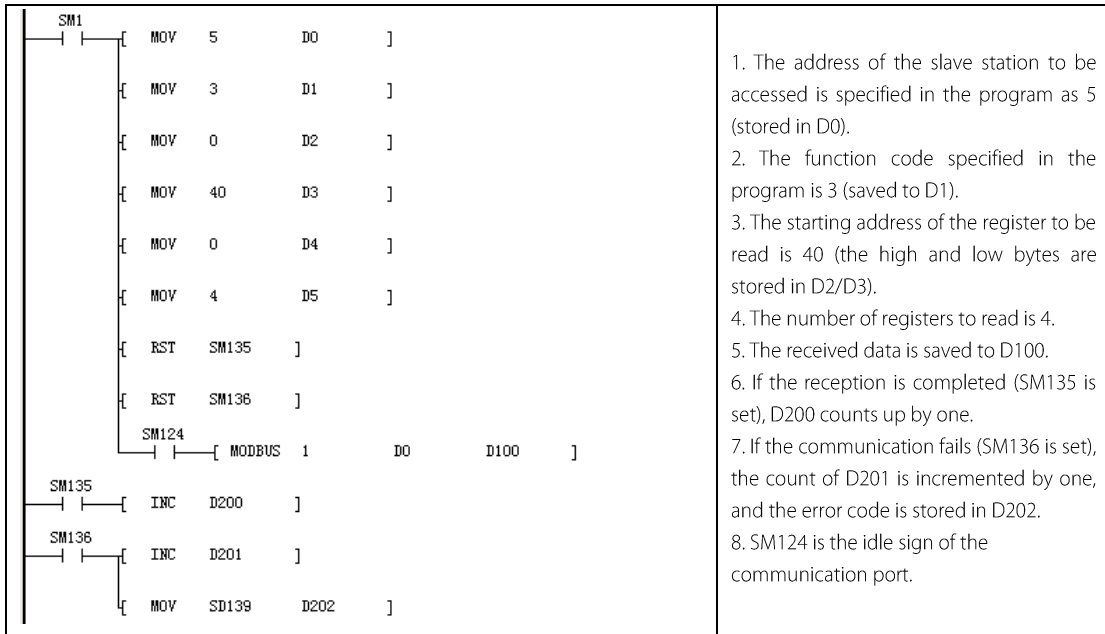 SM1
[ MOV 5 D0 ]
[ MOV 3 D1 ]
[ MOV 0 D2 ]
[ MOV 40 D3 ]
[ MOV 0 D4 ]
[ MOV 4 D5 ]
[ RST SM135 ]
[ RST SM136 ]
SM124
[ MODBUS 1 D0 D100 ]
SM135
[ INC D200 ]
SM136
[ INC D201 ]
[ MOV SD139 D202 ]
1. The address of the slave station to be
accessed is specified in the program as 5
(stored in D0).
2. The function code specified in the
program is 3 (saved to D1).
3. The starting address of the register to be
read is 40 (the high and low bytes are
stored in D2/D3).
4. The number of registers to read is 4.
5. The received data is saved to D100.
6. If the reception is completed (SM135 is
set), D200 counts up by one.
7. If the communication fails (SM136 is set),
the count of D201 is incremented by one,
and the error code is stored in D202.
8. SM124 is the idle sign of the
communication port.